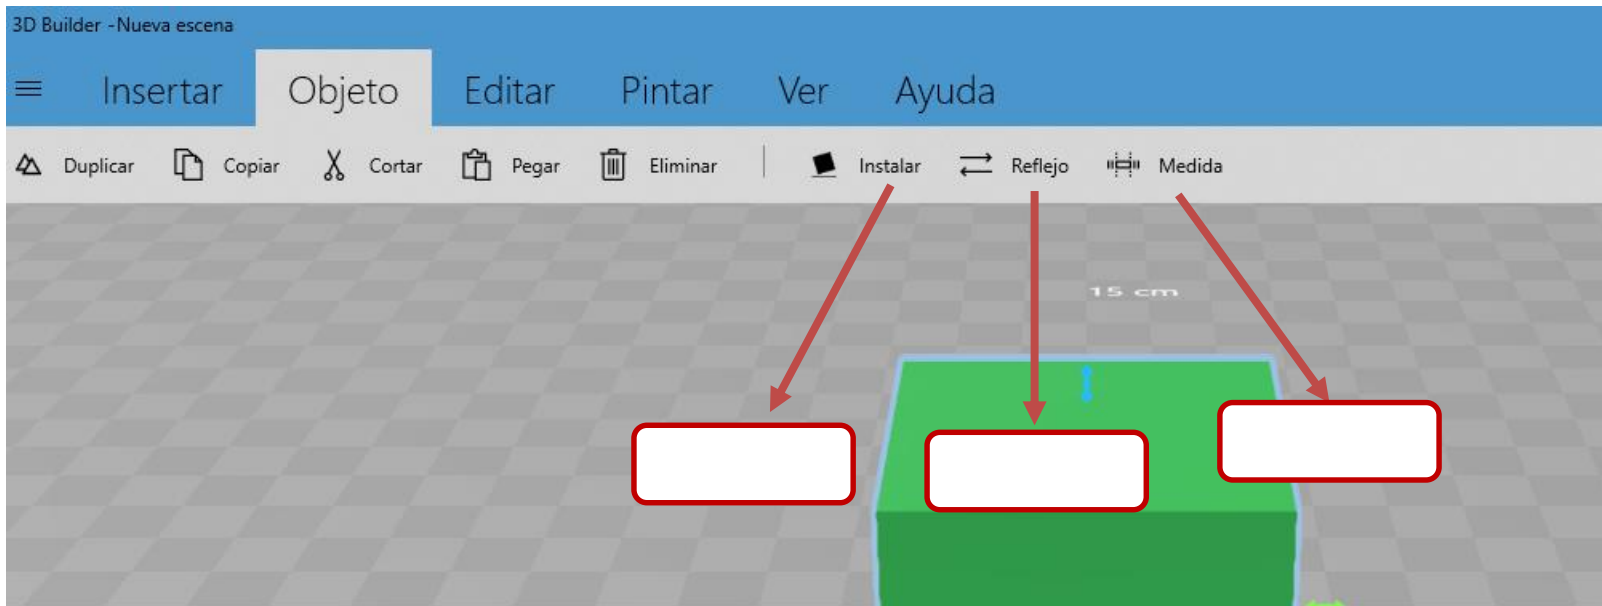 3D Builder -Nueva escena
Insertar Objeto Editar Pintar Ver Ayuda
Duplicar Copiar Cortar Pegar Eliminar Instalar Reflejo Medida
15 cm